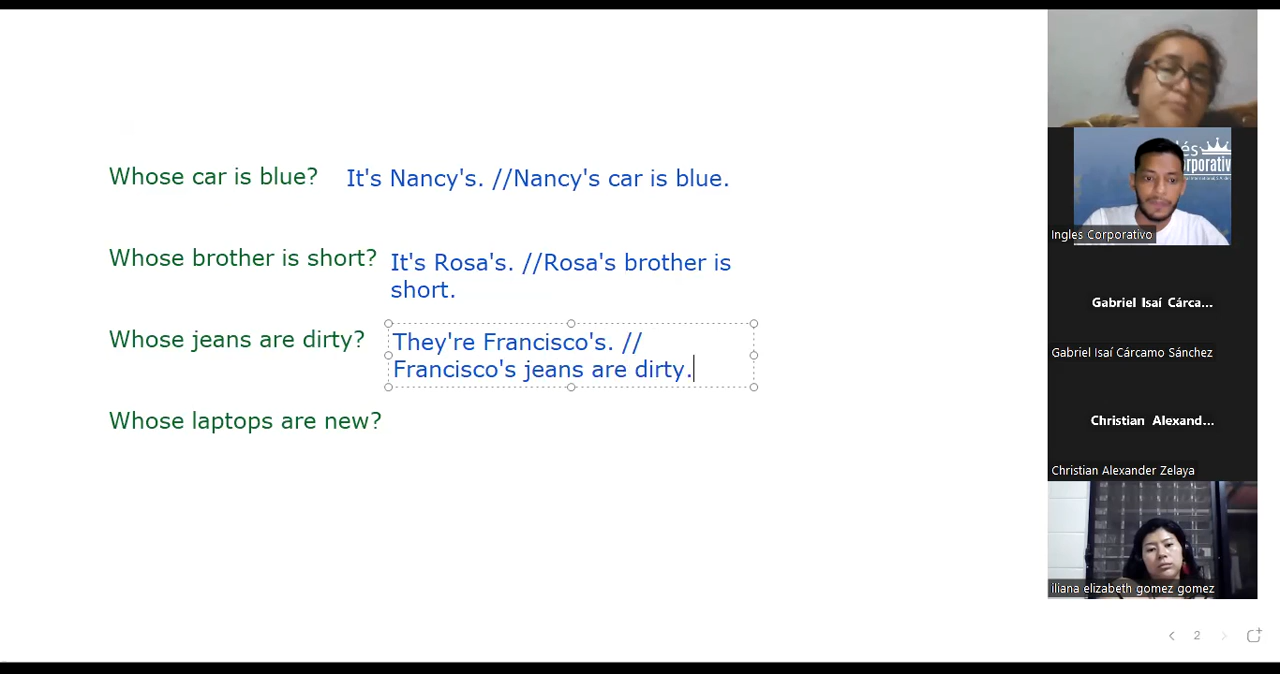 Whose car is blue?
It's Nancy's. //Nancy's car is blue.
Whose brother is short?
It's Rosa's. //Rosa's brother is
short.
Whose jeans are dirty?
They're Francisco's. //
Francisco's jeans are dirty.
Whose laptops are new?
és
rporativ
Ingles Corporativo
Gabriel Isaí Cárca...
Gabriel Isaí Cárcamo Sánchez
Christian Alexand...
Christian Alexander Zelaya
iliana elizabeth gomez gomez
2